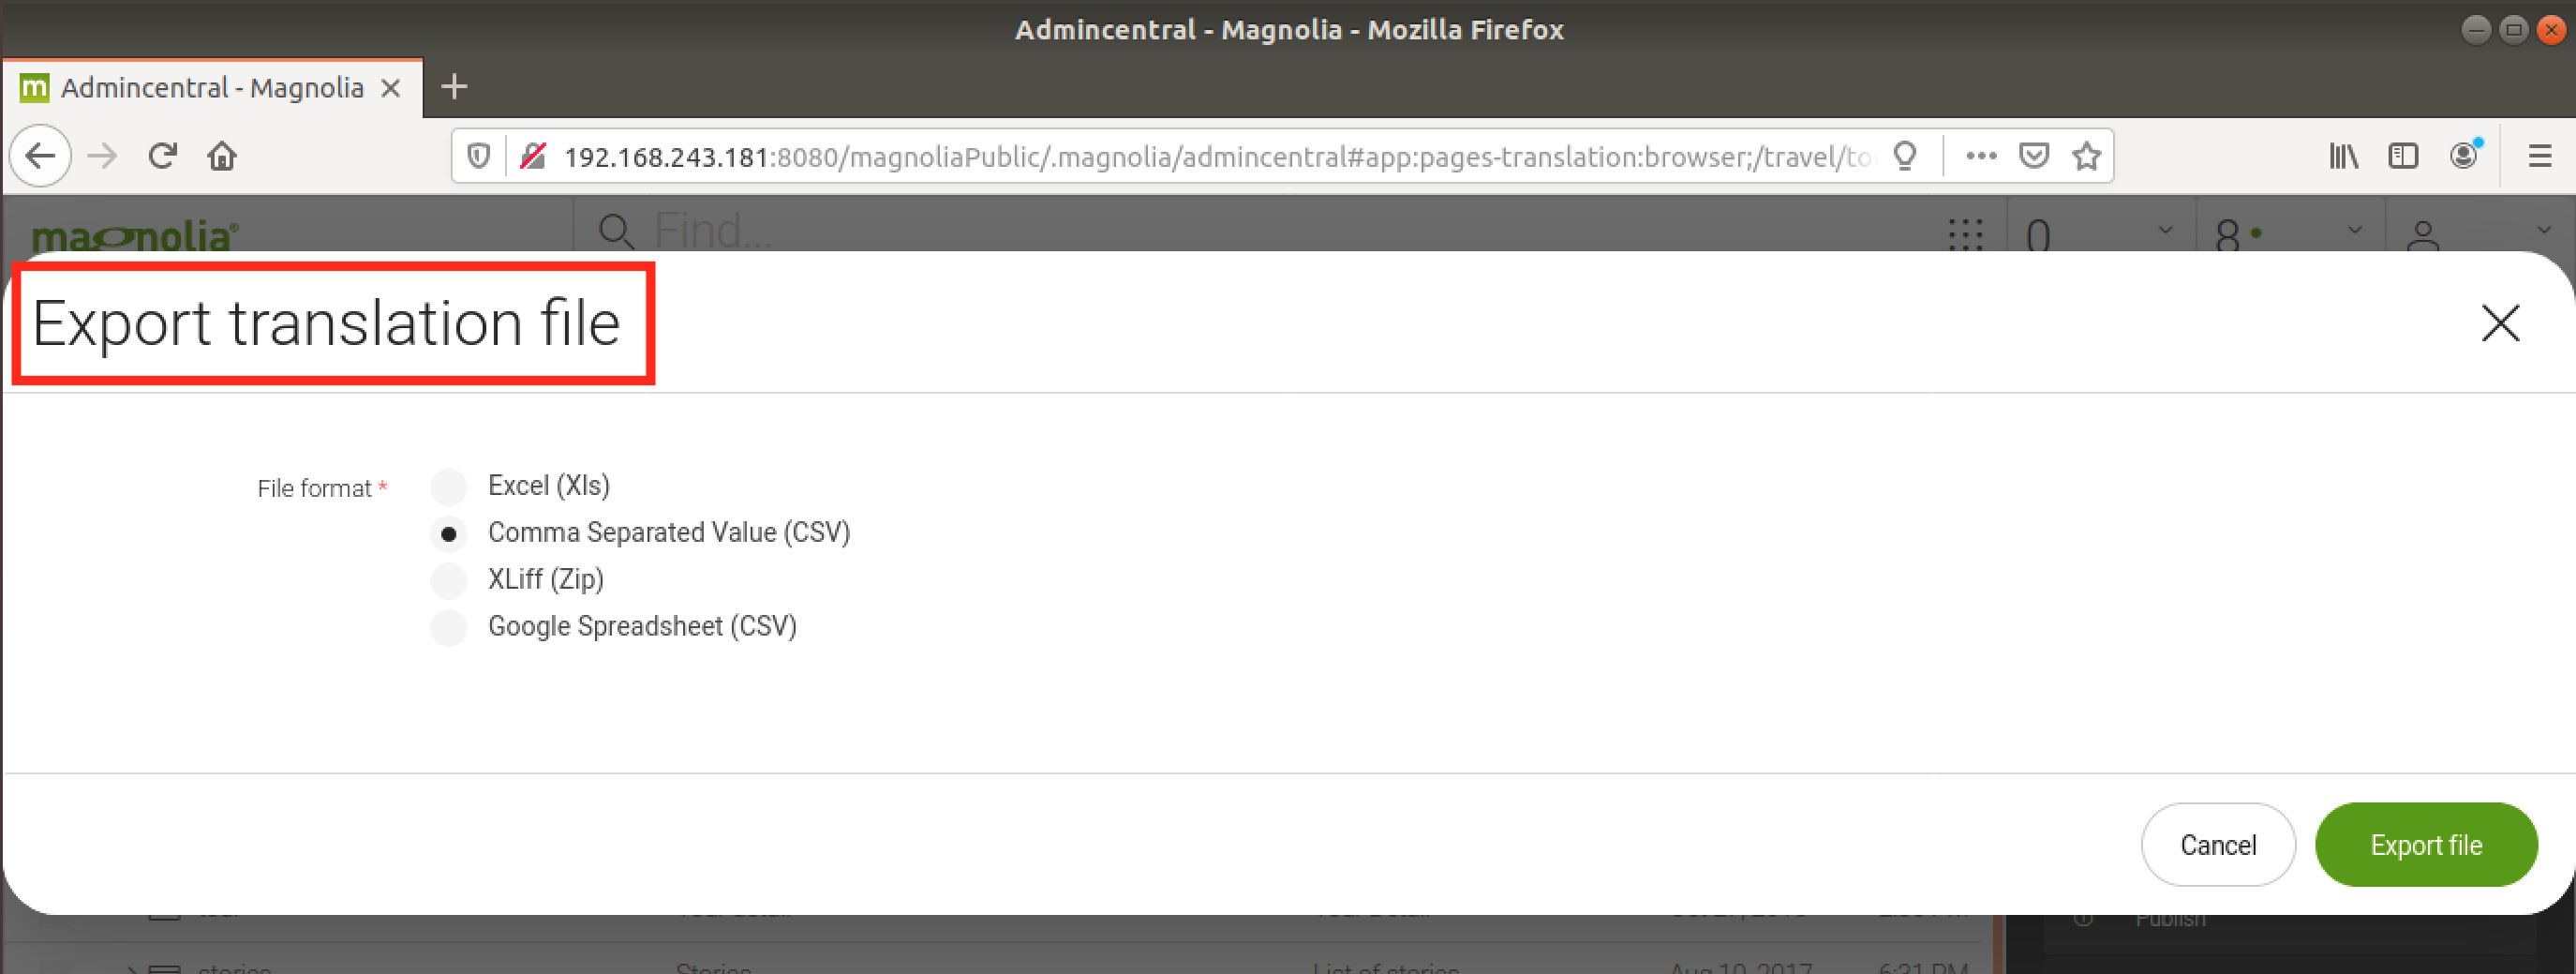 Admincentral - Magnolia - Mozilla Firefox
m Admincentral - Magnolia
192.168.243.181:8080/magnoliaPublic/.magnolia/admincentral#app:pages-translation:browser;/travel/to
magnolia® Find... 0 8
Export translation file
File format * Excel (Xls)
Comma Separated Value (CSV)
XLiff (Zip)
Google Spreadsheet (CSV)
Cancel Export file
Publish
stories Stories List of stories Aug 10, 2017 6:31 PM